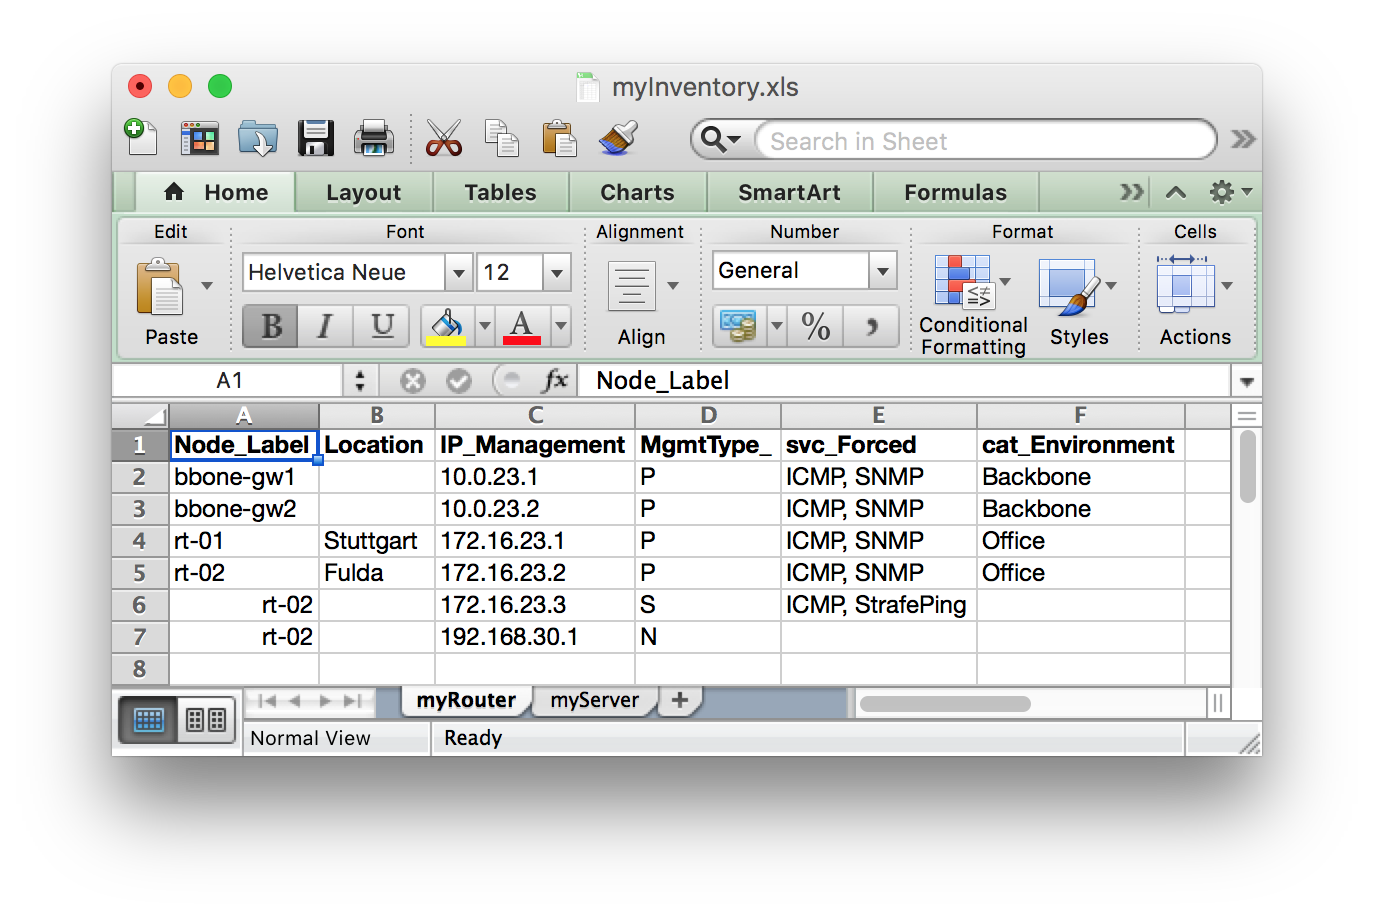 myInventory.xls
Search in Sheet
Home Layout Tables Charts SmartArt Formulas
Edit Font Alignment Number Format Cells
Helvetica Neue 12 General
B I U A %
Paste Align Conditional Formatting Styles Actions
A1 fx Node_Label
A B C D E F
1 Node_Label Location IP_Management MgmtType_ svc_Forced cat_Environment
2 bbone-gw1 10.0.23.1 P ICMP, SNMP Backbone
3 bbone-gw2 10.0.23.2 P ICMP, SNMP Backbone
4 rt-01 Stuttgart 172.16.23.1 P ICMP, SNMP Office
5 rt-02 Fulda 172.16.23.2 P ICMP, SNMP Office
6 rt-02 172.16.23.3 S ICMP, StrafePing
7 rt-02 192.168.30.1 N
8
myRouter myServer +
Normal View Ready